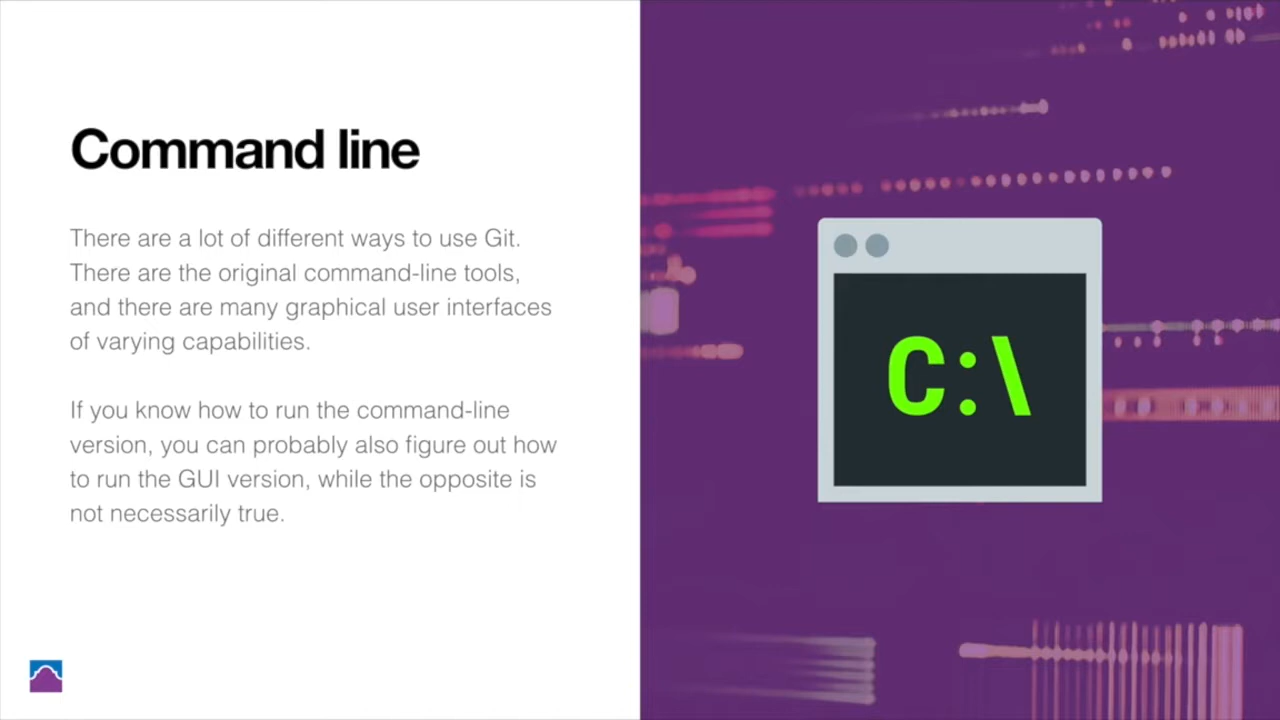 Command line
There are a lot of different ways to use Git.
There are the original command-line tools,
and there are many graphical user interfaces
of varying capabilities.
If you know how to run the command-line
version, you can probably also figure out how
to run the GUI version, while the opposite is
not necessarily true.
C:\